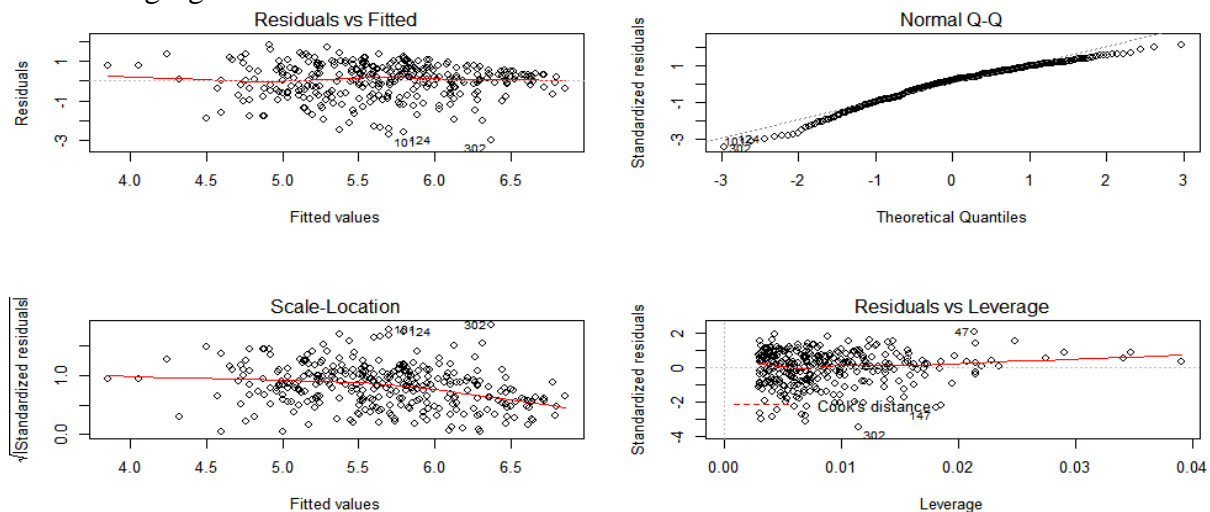 Residuals vs Fitted
Residuals
1
-1
-3
101
124
302
4.0 4.5 5.0 5.5 6.0 6.5
Fitted values
Normal Q-Q
Standardized residuals
1
-1
-3
302
-3 -2 -1 0 1 2 3
Theoretical Quantiles
Scale-Location
√|Standardized residuals|
1.0
0.0
101
124
302
4.0 4.5 5.0 5.5 6.0 6.5
Fitted values
Residuals vs Leverage
Standardized residuals
2
0
-2
-4
47
Cook's distance
147
302
0.00 0.01 0.02 0.03 0.04
Leverage